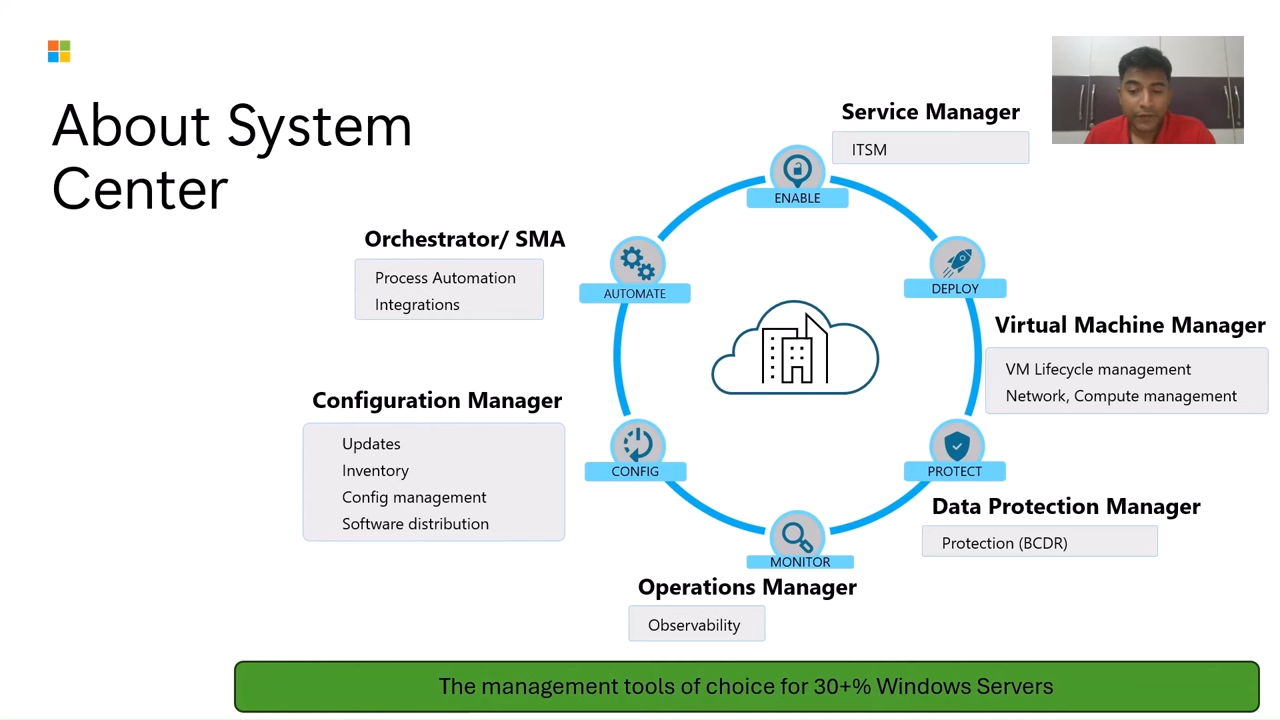 About System
Center
Service Manager
ITSM
ENABLE
Orchestrator/ SMA
Process Automation
Integrations
AUTOMATE
DEPLOY
Virtual Machine Manager
VM Lifecycle management
Network, Compute management
Configuration Manager
Updates
Inventory
Config management
Software distribution
CONFIG
PROTECT
Data Protection Manager
Protection (BCDR)
MONITOR
Operations Manager
Observability
The management tools of choice for 30+% Windows Servers